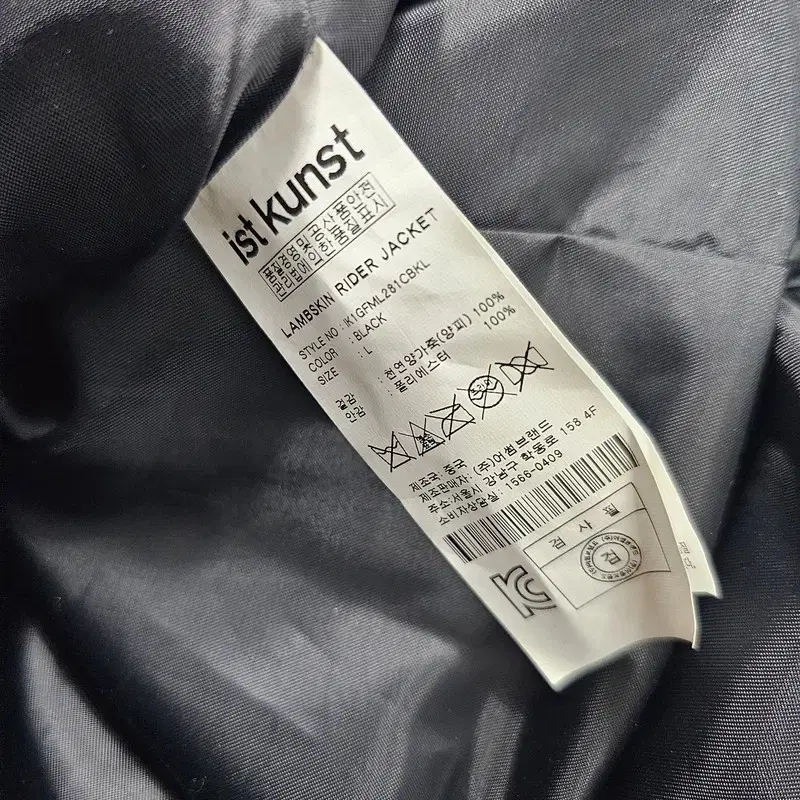 ist kunst
품질경영 및 공산품안전
관리법에 의한 품질표시
LAMBSKIN RIDER JACKET
STYLE NO : IK1GFML281CBKL
COLOR : BLACK
SIZE : L
겉감 : 천연양가죽(양피) 100%
안감 : 폴리에스터 100%
제조국: 중국
제조판매자: (주)어썸브랜드
주소:서울시 강남구 학동로 158 4F
소비자상담실: 1566-0409
검사필
검